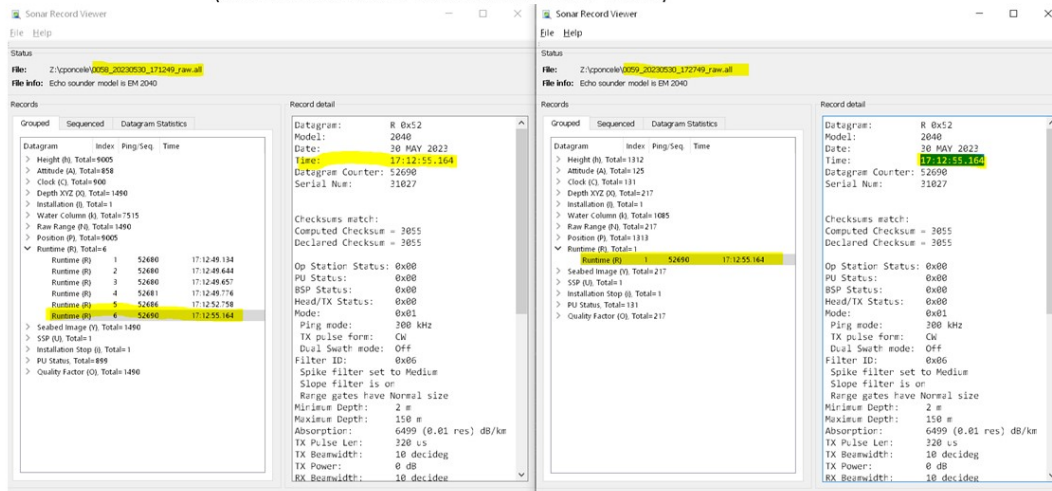 Sonar Record Viewer
File Help
Status
File: Z:\cponcele\0058_20230530_171249_raw.all
File info: Echo sounder model is EM 2040
Records
Grouped Sequenced Datagram Statistics
Datagram Index Ping/Seq. Time
> Height (h), Total=9005
> Attitude (A), Total=858
> Clock (C), Total=900
> Depth XYZ (X), Total=1490
> Installation (I), Total=1
> Water Column (k), Total=7515
> Raw Range (N), Total=1490
> Position (P), Total=9005
Runtime (R), Total=6
Runtime (R) 1 52680 17:12:49.134
Runtime (R) 2 52680 17:12:49.644
Runtime (R) 3 52680 17:12:49.657
Runtime (R) 4 52681 17:12:49.776
Runtime (R) 5 52686 17:12:52.758
Runtime (R) 6 52690 17:12:55.164
> Seabed Image (Y), Total=1490
> SSP (U), Total=1
> Installation Stop (i), Total=1
> PU Status, Total=899
> Quality Factor (O), Total=1490
Record detail
Datagram: R 0x52
Model: 2040
Date: 30 MAY 2023
Time: 17:12:55.164
Datagram Counter: 52690
Serial Num: 31027
Checksums match:
Computed Checksum = 3055
Declared Checksum = 3055
Op Station Status: 0x00
PU Status: 0x00
BSP Status: 0x00
Head/TX Status: 0x00
Mode: 0x01
Ping mode: 300 kHz
TX pulse form: CW
Dual Swath mode: Off
Filter ID: 0x06
Spike filter set to Medium
Slope filter is on
Range gates have Normal size
Minimum Depth: 2 m
Maximum Depth: 150 m
Absorption: 6499 (0.01 res) dB/km
TX Pulse Len: 320 us
TX Beamwidth: 10 decideg
TX Power: 0 dB
RX Beamwidth: 10 decideg
Sonar Record Viewer
File Help
Status
File: Z:\cponcele\0059_20230530_172749_raw.all
File info: Echo sounder model is EM 2040
Records
Grouped Sequenced Datagram Statistics
Datagram Index Ping/Seq. Time
> Height (h), Total=1312
> Attitude (A), Total=125
> Clock (C), Total=131
> Depth XYZ (X), Total=217
> Installation (I), Total=1
> Water Column (k), Total=1085
> Raw Range (N), Total=217
> Position (P), Total=1313
Runtime (R), Total=1
Runtime (R) 1 52690 17:12:55.164
> Seabed Image (Y), Total=217
> SSP (U), Total=1
> Installation Stop (i), Total=1
> PU Status, Total=131
> Quality Factor (O), Total=217
Record detail
Datagram: R 0x52
Model: 2040
Date: 30 MAY 2023
Time: 17:12:55.164
Datagram Counter: 52690
Serial Num: 31027
Checksums match:
Computed Checksum = 3055
Declared Checksum = 3055
Op Station Status: 0x00
PU Status: 0x00
BSP Status: 0x00
Head/TX Status: 0x00
Mode: 0x01
Ping mode: 300 kHz
TX pulse form: CW
Dual Swath mode: Off
Filter ID: 0x06
Spike filter set to Medium
Slope filter is on
Range gates have Normal size
Minimum Depth: 2 m
Maximum Depth: 150 m
Absorption: 6499 (0.01 res) dB/km
TX Pulse Len: 320 us
TX Beamwidth: 10 decideg
TX Power: 0 dB
RX Beamwidth: 10 decideg